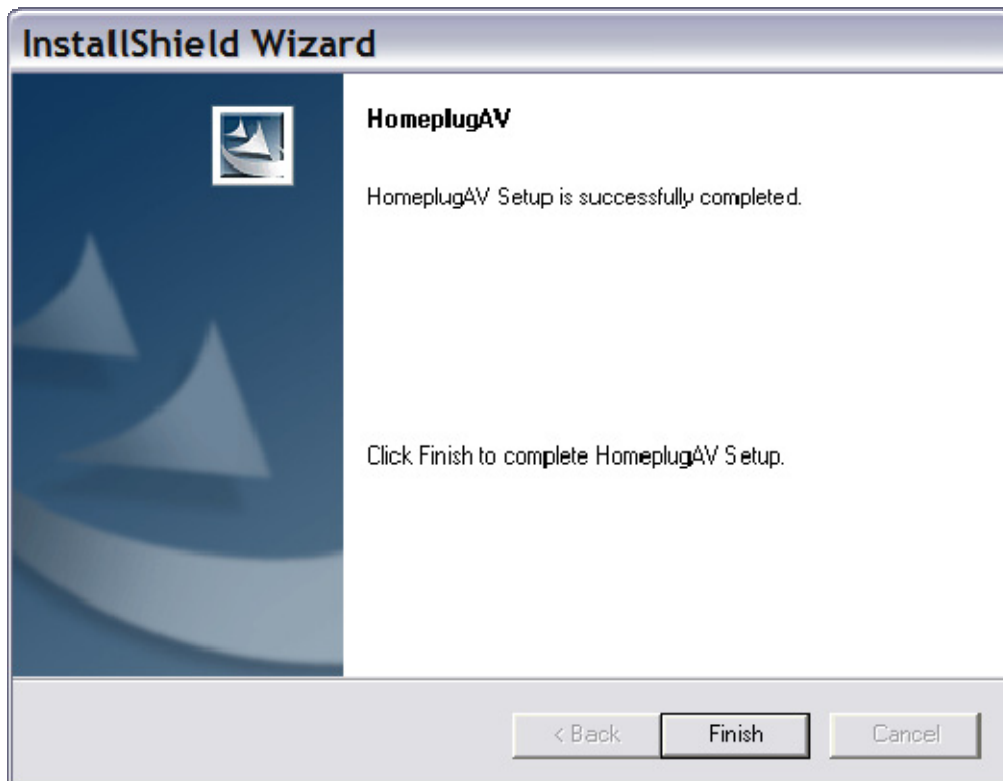 InstallShield Wizard
HomeplugAV
HomeplugAV Setup is successfully completed.
Click Finish to complete HomeplugAV Setup.
< Back
Finish
Cancel